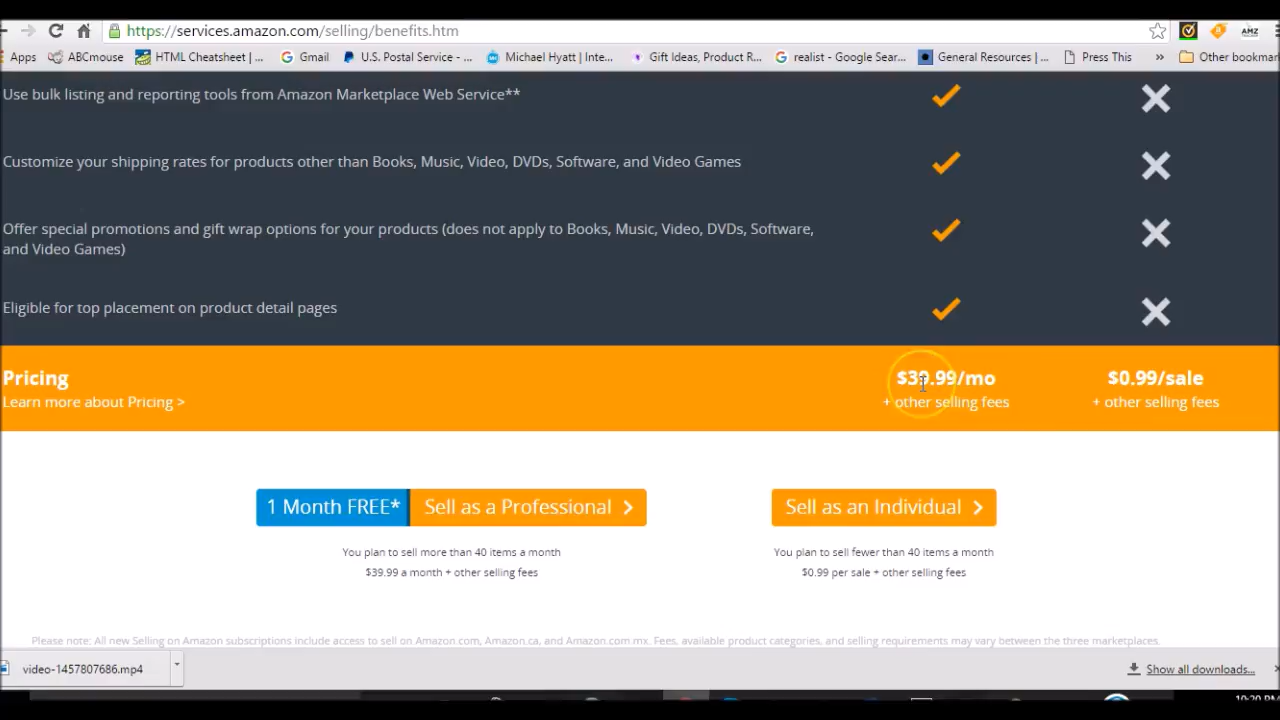 https://services.amazon.com/selling/benefits.htm
Apps ABCmouse HTML Cheatsheet | ... Gmail U.S. Postal Service - ... Michael Hyatt | Inte... Gift Ideas, Product R... realist - Google Sear... General Resources | ... Press This » Other bookmar
Use bulk listing and reporting tools from Amazon Marketplace Web Service**
Customize your shipping rates for products other than Books, Music, Video, DVDs, Software, and Video Games
Offer special promotions and gift wrap options for your products (does not apply to Books, Music, Video, DVDs, Software,
and Video Games)
Eligible for top placement on product detail pages
Pricing $39.99/mo $0.99/sale
Learn more about Pricing > + other selling fees + other selling fees
1 Month FREE* Sell as a Professional Sell as an Individual
You plan to sell more than 40 items a month You plan to sell fewer than 40 items a month
$39.99 a month + other selling fees $0.99 per sale + other selling fees
Please note: All new Selling on Amazon subscriptions include access to sell on Amazon.com, Amazon.ca, and Amazon.com.mx. Fees, available product categories, and selling requirements may vary between the three marketplaces.
video-1457807686.mp4 Show all downloads...
10:20 PM